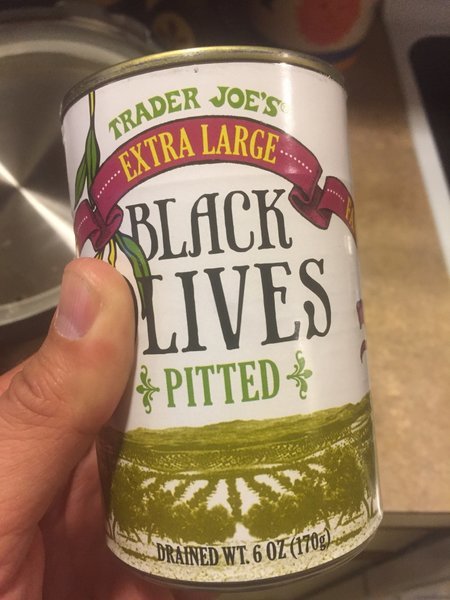 TRADER JOE'S
EXTRA LARGE
BLACK
LIVES
PITTED
DRAINED WT. 6 OZ (170g)